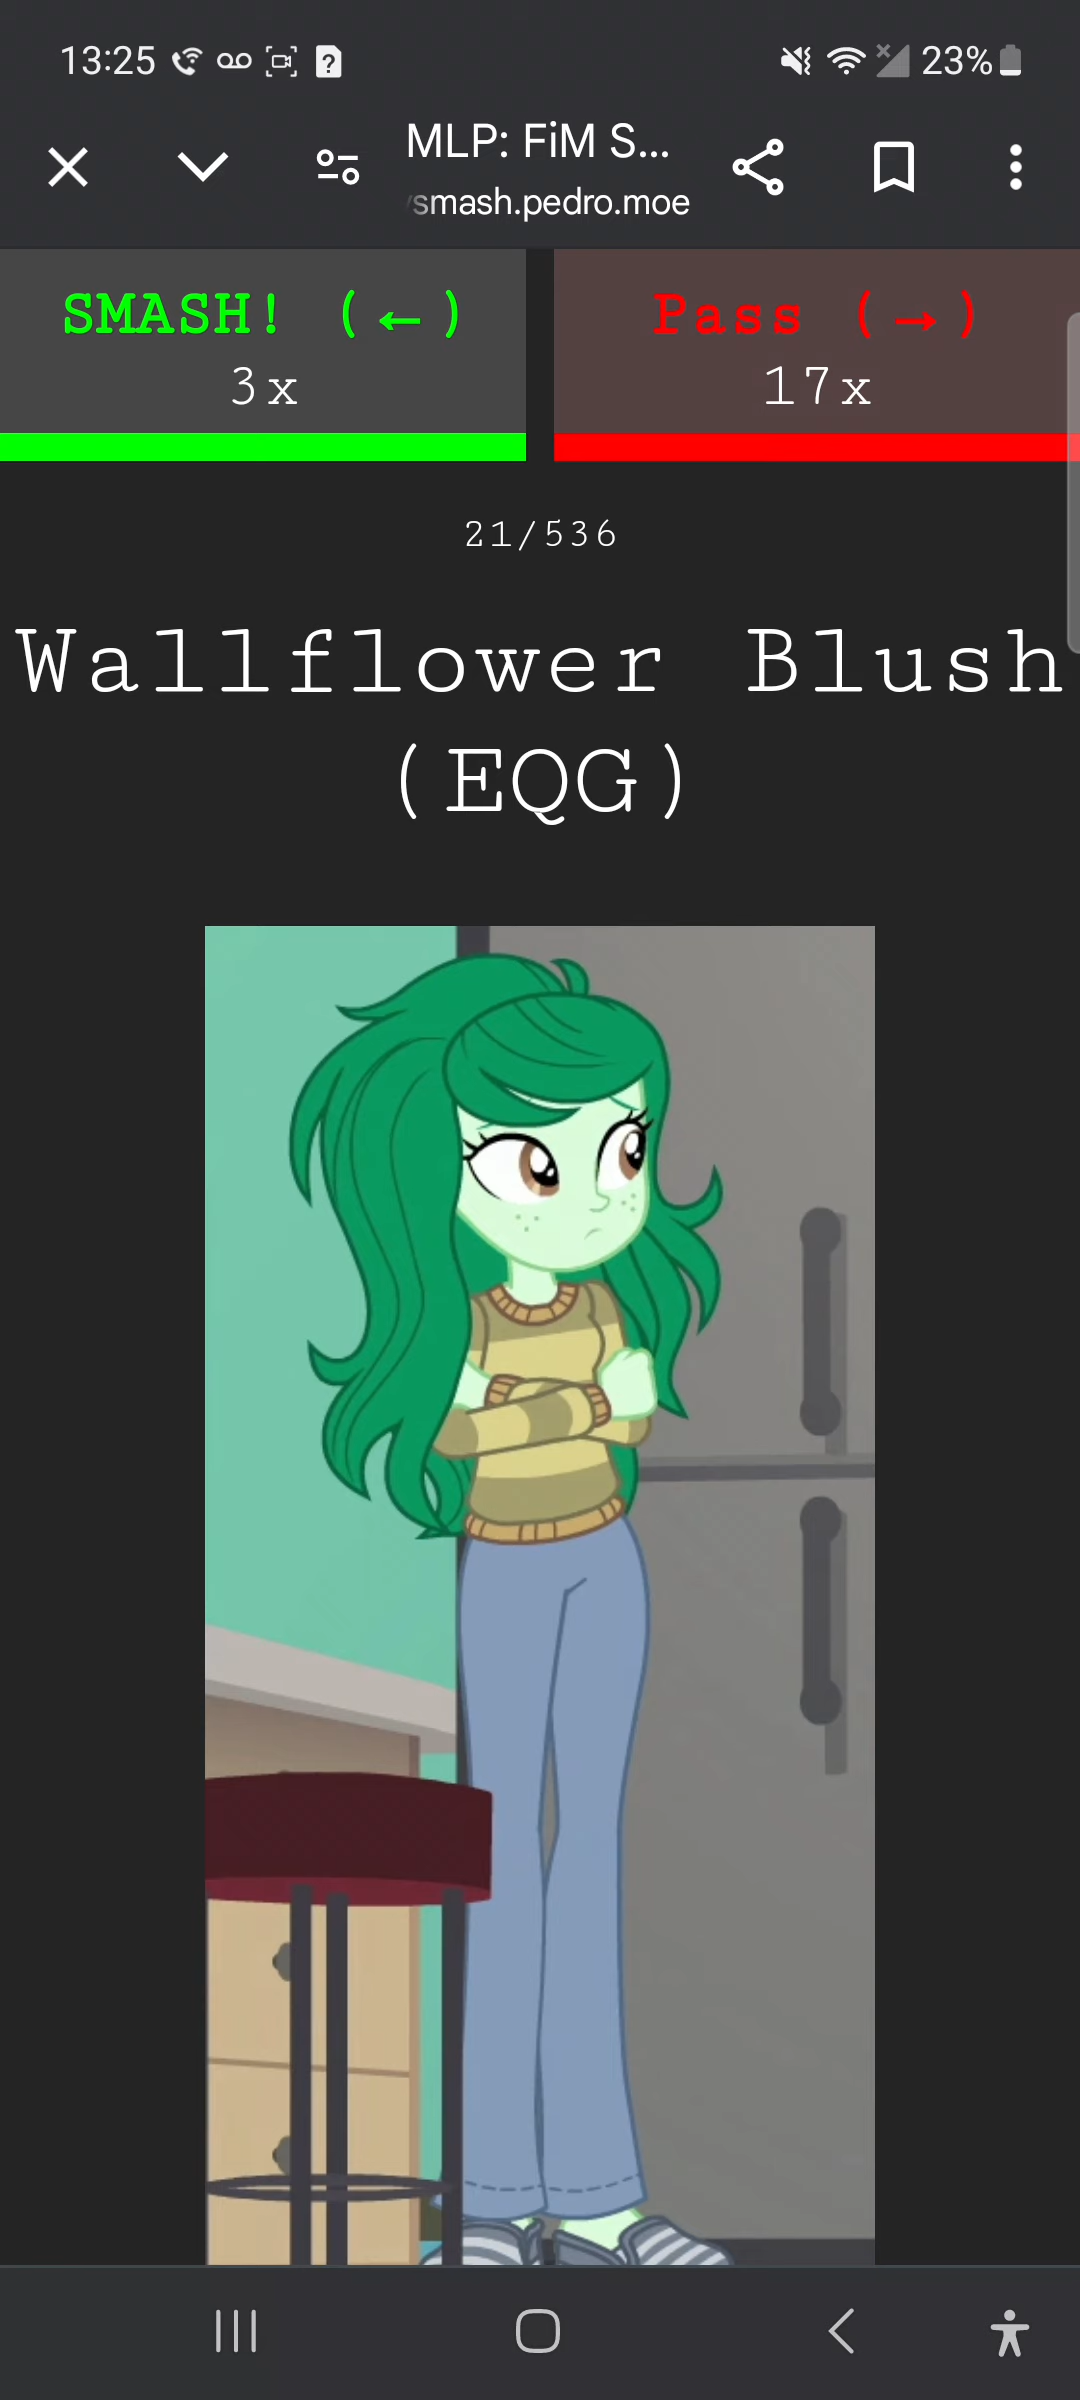 13:25
23%
MLP: FiM S...
smash.pedro.moe
SMASH! (←)
Pass (→)
3x
17x
21/536
Wallflower Blush
(EQG)